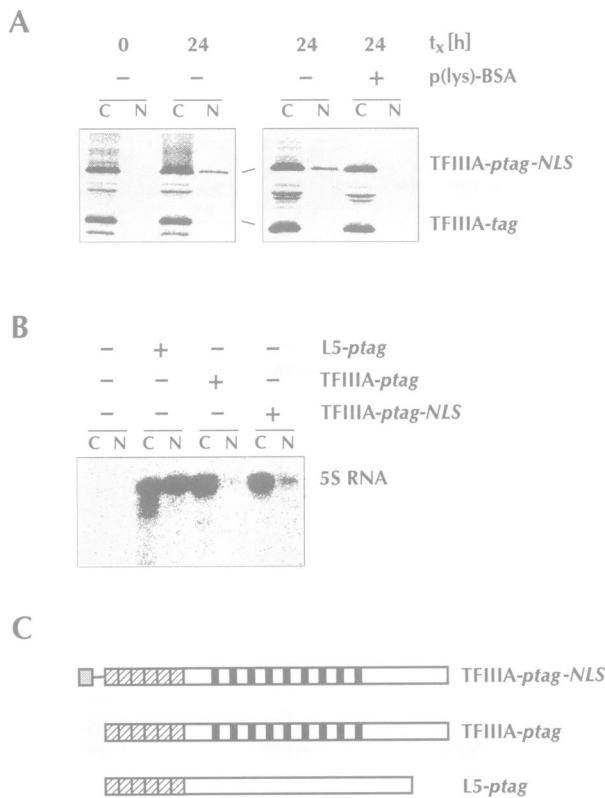 A
0 24 24 24 tx [h]
– – – + p(lys)-BSA
C N C N C N C N
TFIIIA-ptag-NLS
TFIIIA-tag
B
– + – – L5-ptag
– – + – TFIIIA-ptag
– – – + TFIIIA-ptag-NLS
C N C N C N C N
5S RNA
C
TFIIIA-ptag-NLS
TFIIIA-ptag
L5-ptag